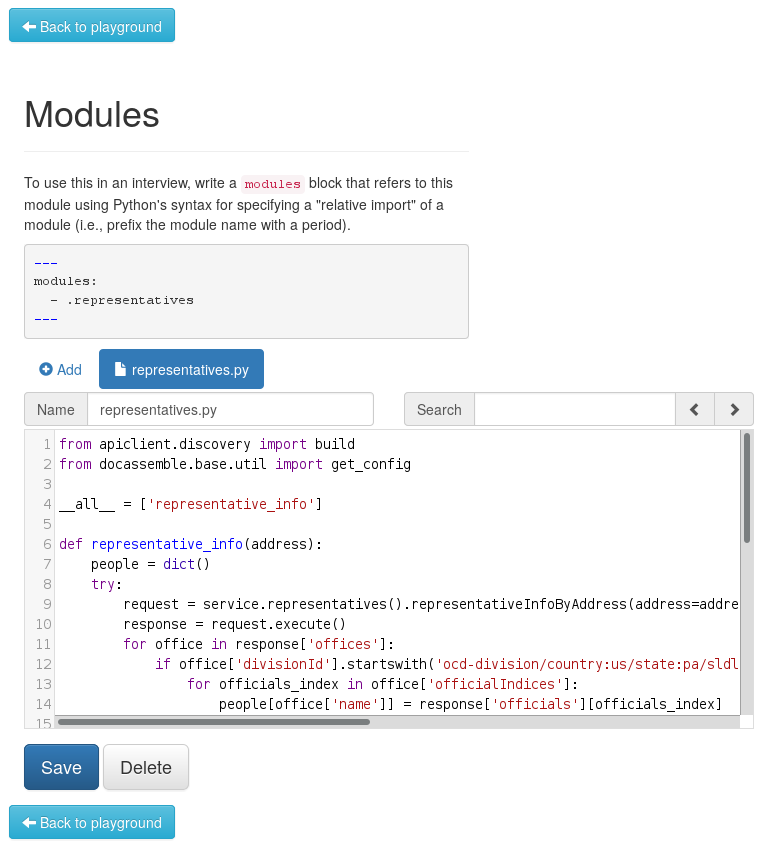 Back to playground
Modules
To use this in an interview, write a modules block that refers to this
module using Python's syntax for specifying a "relative import" of a
module (i.e., prefix the module name with a period).
---
modules:
  - .representatives
---
Add representatives.py
Name representatives.py Search
1 from apiclient.discovery import build
2 from docassemble.base.util import get_config
3
4 __all__ = ['representative_info']
5
6 def representative_info(address):
7     people = dict()
8     try:
9         request = service.representatives().representativeInfoByAddress(address=addre
10         response = request.execute()
11         for office in response['offices']:
12             if office['divisionId'].startswith('ocd-division/country:us/state:pa/sldl
13                 for officials_index in office['officialIndices']:
14                     people[office['name']] = response['officials'][officials_index]
15
Save Delete
Back to playground